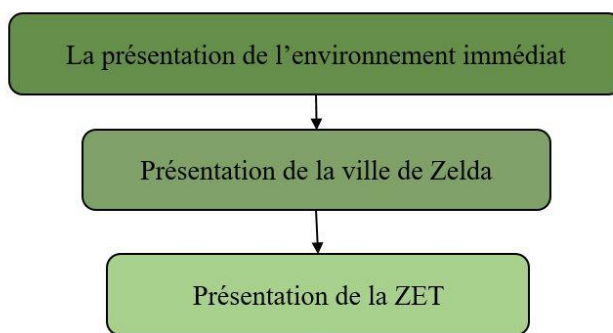 La présentation de l’environnement immédiat
Présentation de la ville de Zelda
Présentation de la ZET